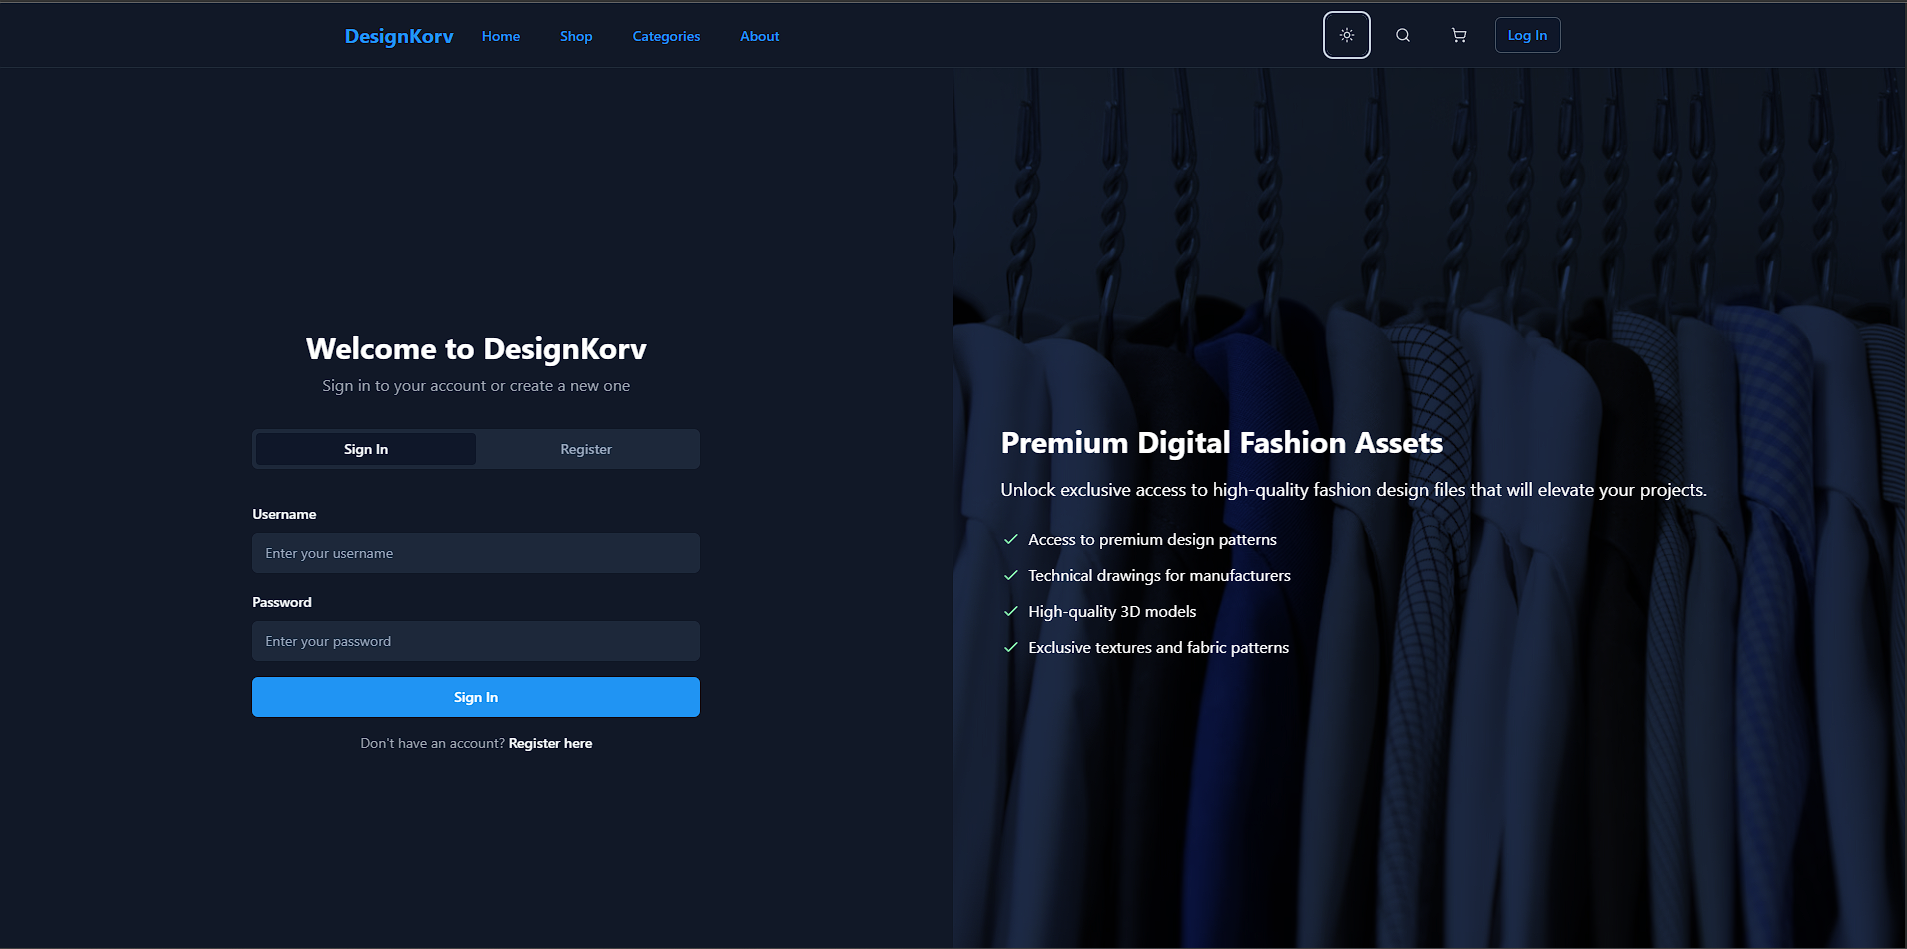 DesignKorv Home Shop Categories About Log In
Welcome to DesignKorv
Sign in to your account or create a new one
Sign In Register
Username
Enter your username
Password
Enter your password
Sign In
Don't have an account? Register here
Premium Digital Fashion Assets
Unlock exclusive access to high-quality fashion design files that will elevate your projects.
Access to premium design patterns
Technical drawings for manufacturers
High-quality 3D models
Exclusive textures and fabric patterns